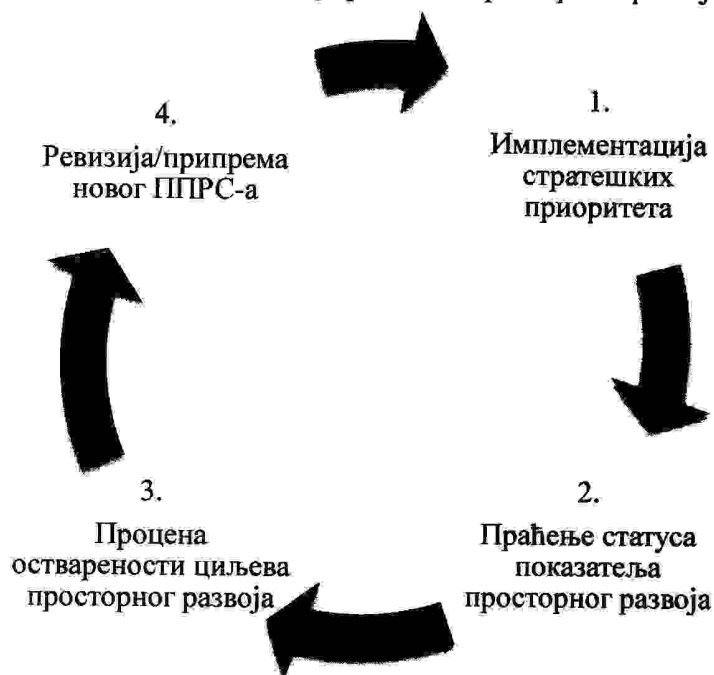 1.
Имплементација
стратешких
приоритета
2.
Праћење статуса
показатеља
просторног развоја
3.
Процена
остварености циљева
просторног развоја
4.
Ревизија/припрема
новог ППРС-а